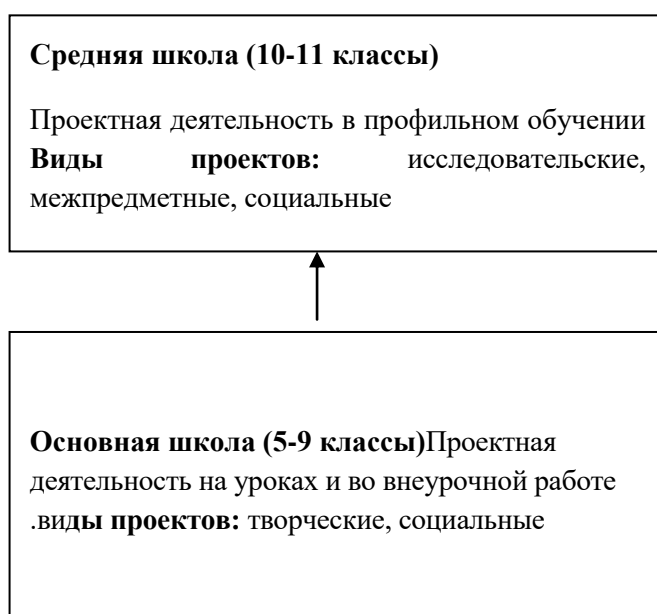 Средняя школа (10-11 классы)
Проектная деятельность в профильном обучении
Виды проектов: исследовательские,
межпредметные, социальные
Основная школа (5-9 классы)Проектная
деятельность на уроках и во внеурочной работе
.виды проектов: творческие, социальные